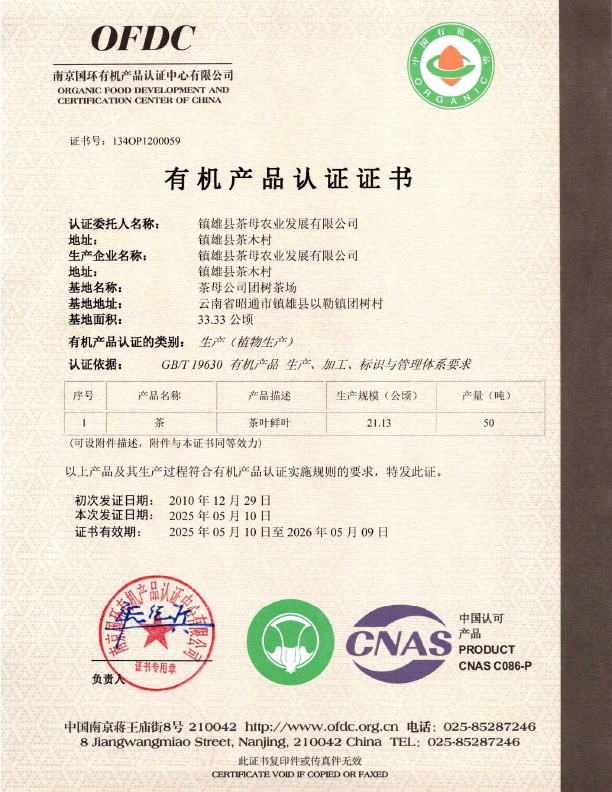 OFDC
南京国环有机产品认证中心有限公司
ORGANIC FOOD DEVELOPMENT AND
CERTIFICATION CENTER OF CHINA
中国有机产品
ORGANIC
证书号：134OP1200059
有机产品认证证书
认证委托人名称： 镇雄县茶母农业发展有限公司
地址： 镇雄县茶木村
生产企业名称： 镇雄县茶母农业发展有限公司
地址： 镇雄县茶木村
基地名称： 茶母公司团树茶场
基地地址： 云南省昭通市镇雄县以勒镇团树村
基地面积： 33.33 公顷
有机产品认证的类别： 生产（植物生产）
认证依据： GB/T 19630 有机产品 生产、加工、标识与管理体系要求
序号 产品名称 产品描述 生产规模（公顷） 产量（吨）
1 茶 茶叶鲜叶 21.13 50
(可设附件描述，附件与本证书同等效力)
以上产品及其生产过程符合有机产品认证实施规则的要求，特发此证。
初次发证日期： 2010 年 12 月 29 日
本次发证日期： 2025 年 05 月 10 日
证书有效期： 2025 年 05 月 10 日至 2026 年 05 月 09 日
南京国环有机产品认证中心有限公司
证书专用章
负责人
CNAS
中国认可
产品
PRODUCT
CNAS C086-P
中国南京蒋王庙街8号 210042 http://www.ofdc.org.cn 电话：025-85287246
8 Jiangwangmiao Street, Nanjing, 210042 China TEL：025-85287246
此证书复印件或传真件无效
CERTIFICATE VOID IF COPIED OR FAXED